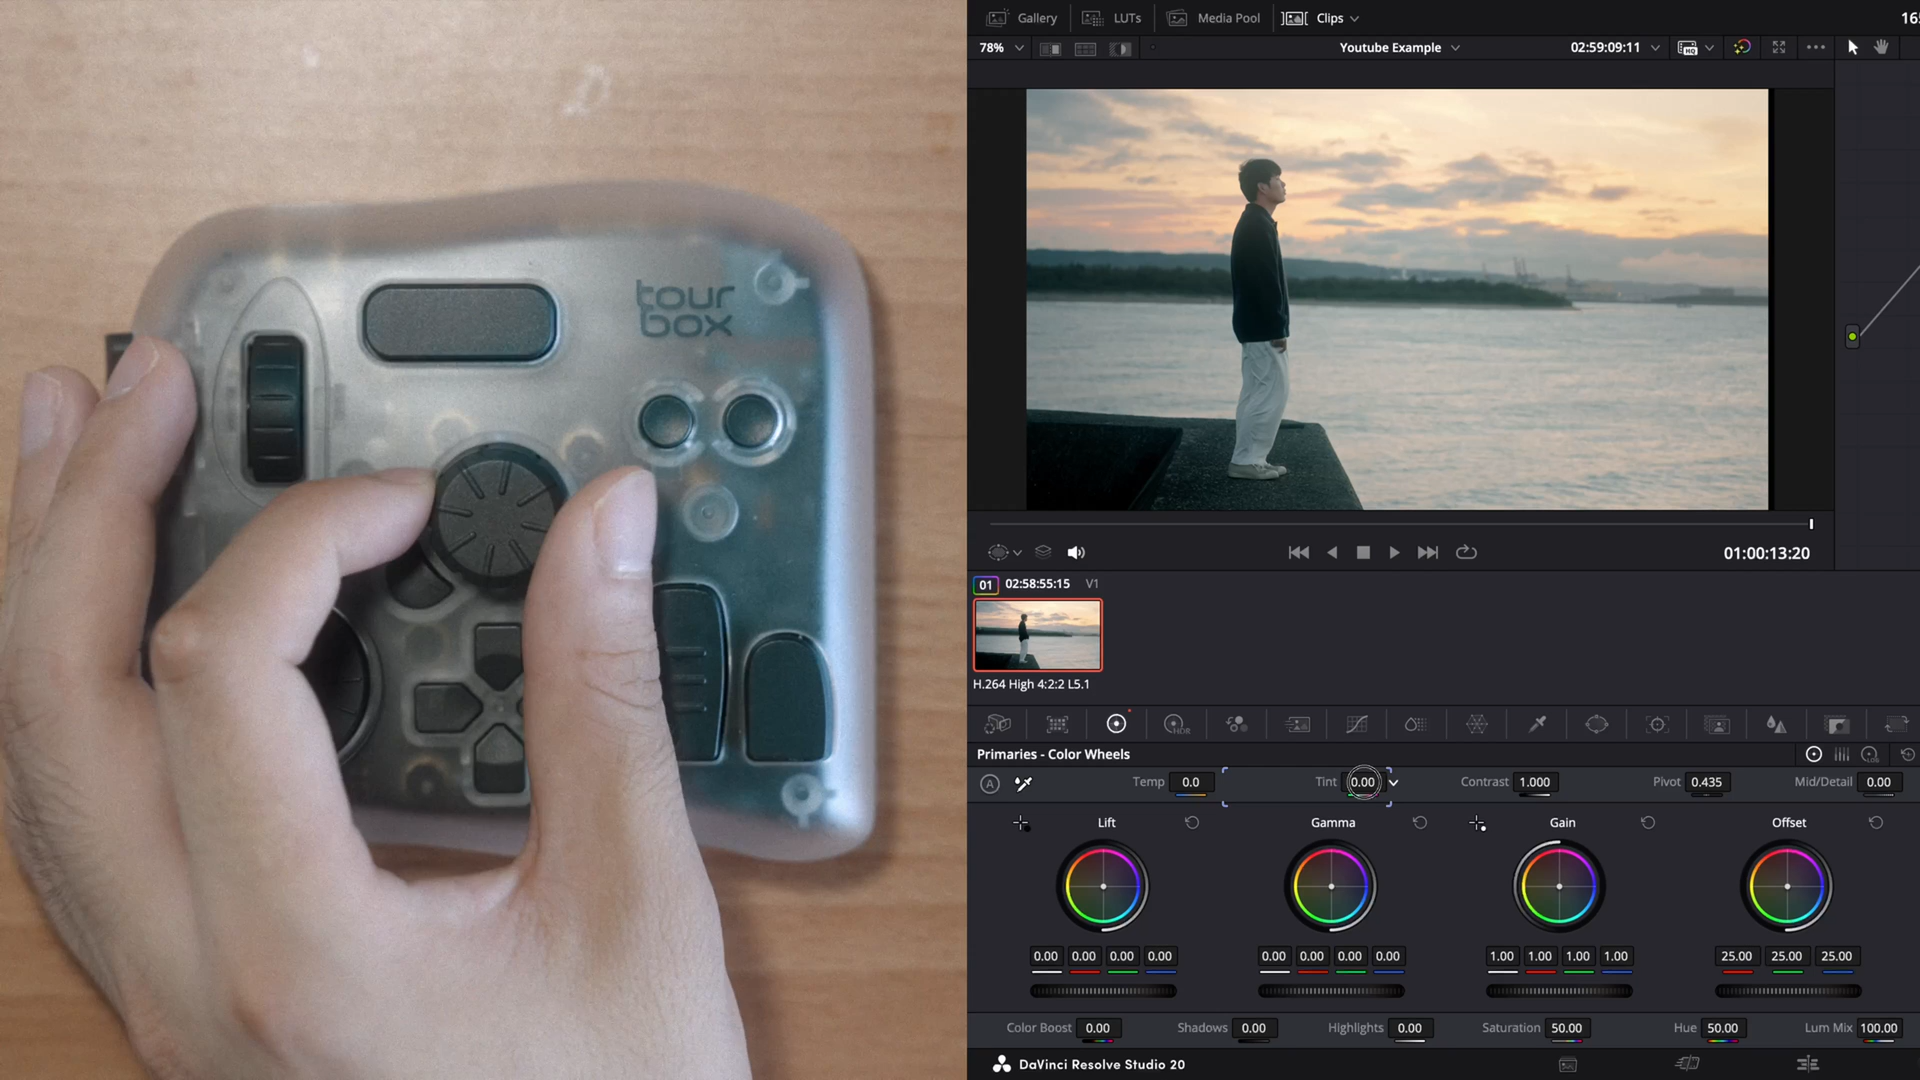 tour
box
Gallery LUTs Media Pool Clips
78% Youtube Example 02:59:09:11
01:00:13:20
01 02:58:55:15 V1
H.264 High 4:2:2 L5.1
HDR
Primaries - Color Wheels
LOG
A Temp 0.0 Tint 0.00 Contrast 1.000 Pivot 0.435 Mid/Detail 0.00
Lift Gamma Gain Offset
0.00 0.00 0.00 0.00 0.00 0.00 0.00 0.00 1.00 1.00 1.00 1.00 25.00 25.00 25.00
Color Boost 0.00 Shadows 0.00 Highlights 0.00 Saturation 50.00 Hue 50.00 Lum Mix 100.00
DaVinci Resolve Studio 20